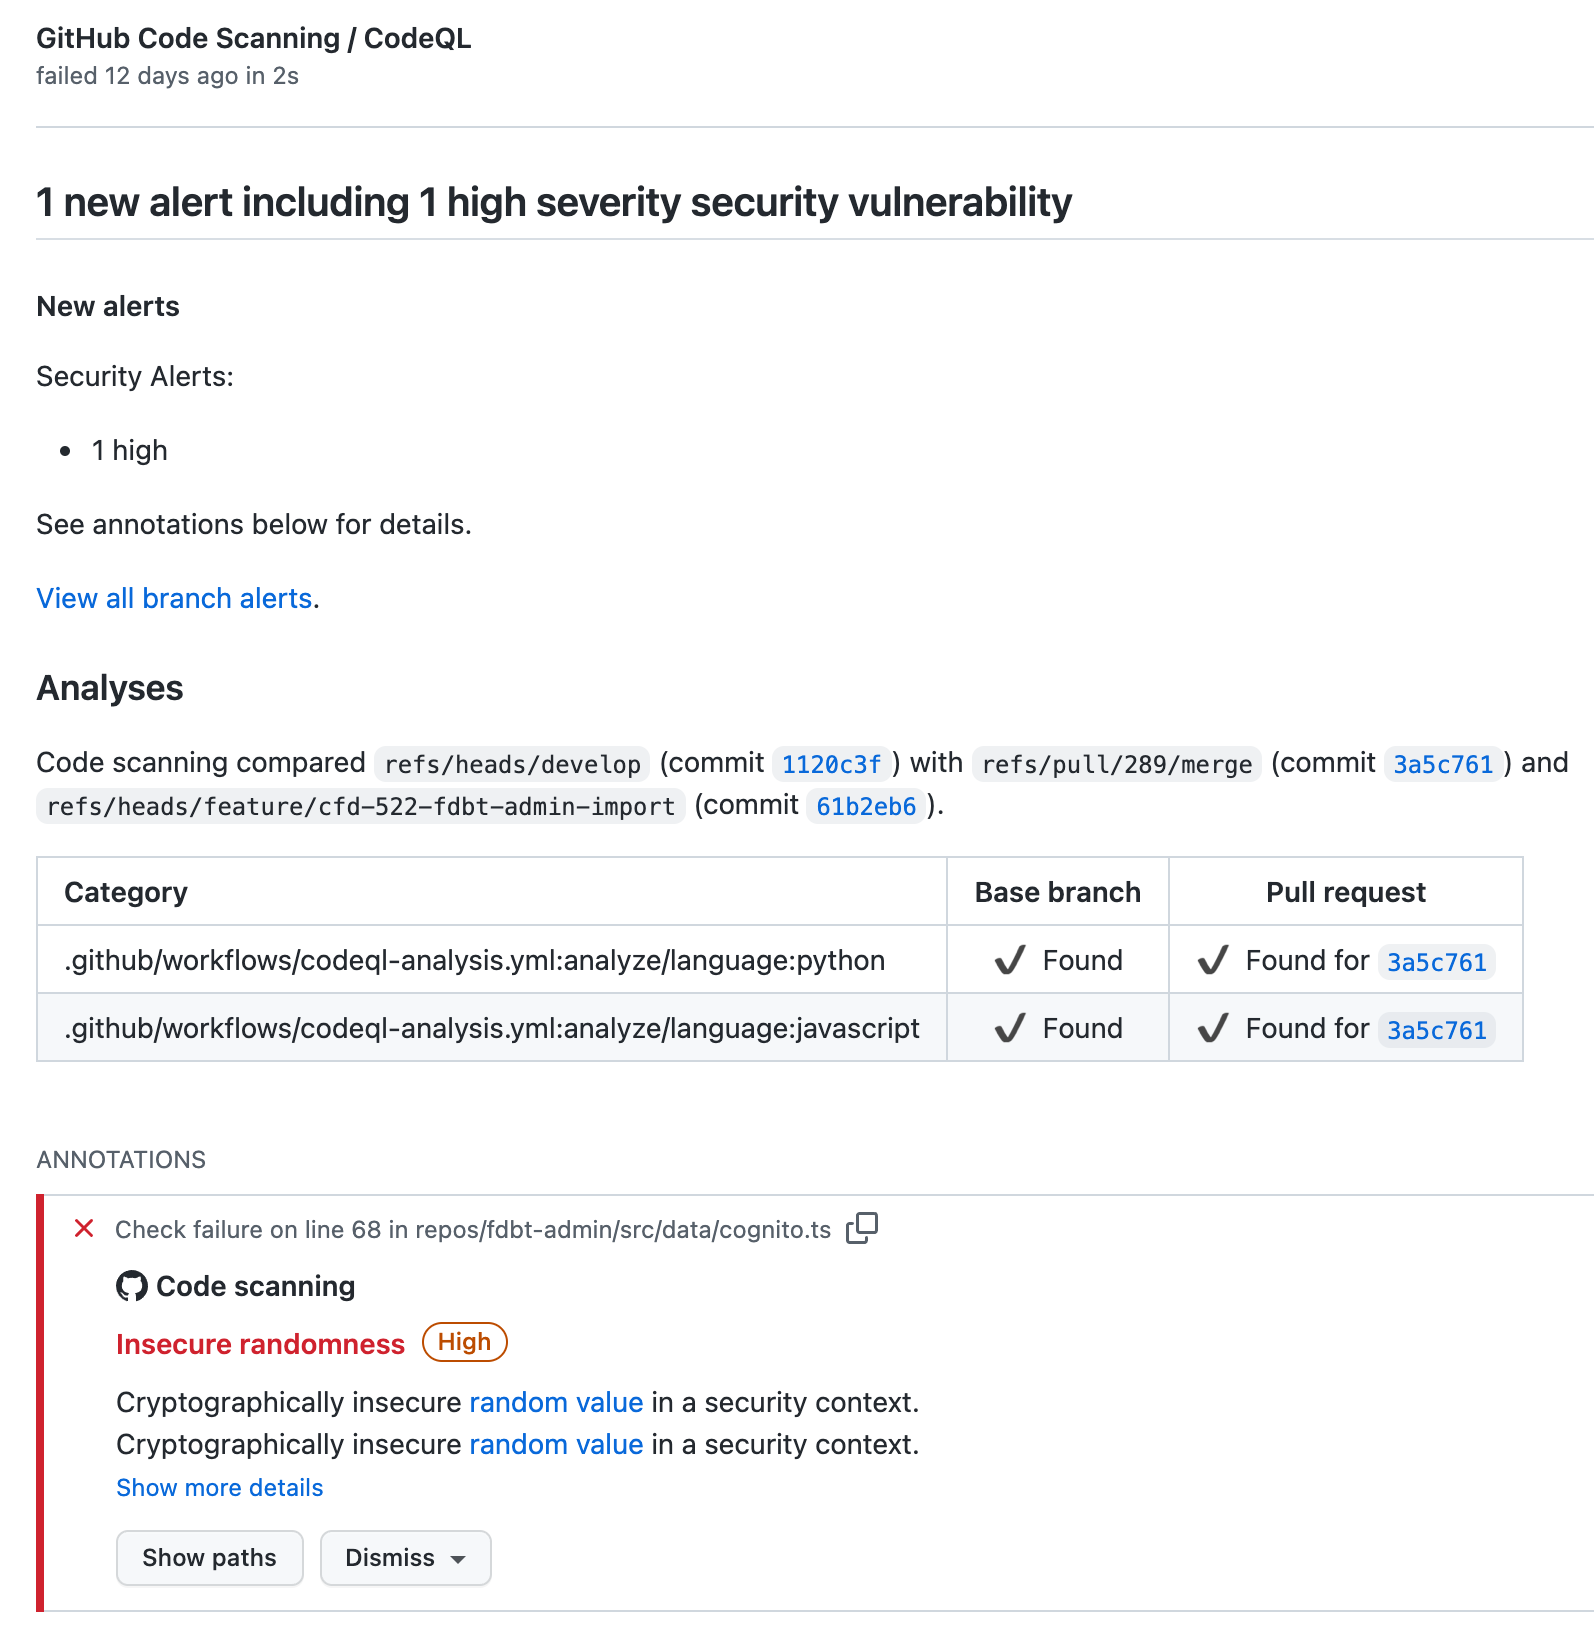 GitHub Code Scanning / CodeQL
failed 12 days ago in 2s
1 new alert including 1 high severity security vulnerability
New alerts
Security Alerts:
• 1 high
See annotations below for details.
View all branch alerts.
Analyses
Code scanning compared refs/heads/develop (commit 1120c3f) with refs/pull/289/merge (commit 3a5c761) and
refs/heads/feature/cfd-522-fdbt-admin-import (commit 61b2eb6).
Category Base branch Pull request
.github/workflows/codeql-analysis.yml:analyze/language:python ✔ Found ✔ Found for 3a5c761
.github/workflows/codeql-analysis.yml:analyze/language:javascript ✔ Found ✔ Found for 3a5c761
ANNOTATIONS
Check failure on line 68 in repos/fdbt-admin/src/data/cognito.ts
Code scanning
Insecure randomness High
Cryptographically insecure random value in a security context.
Cryptographically insecure random value in a security context.
Show more details
Show paths Dismiss